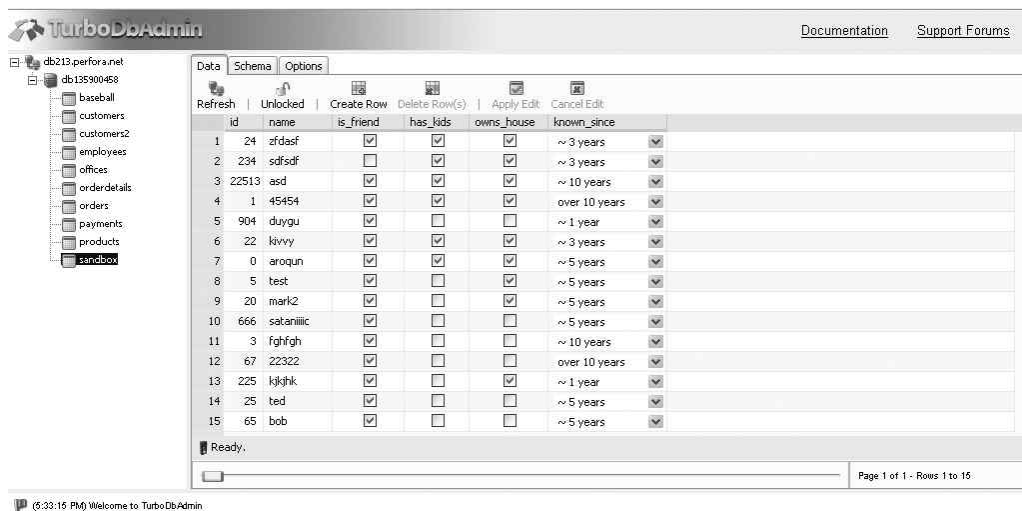 TurboDbAdmin
Documentation Support Forums
db213.perfora.net
db135900458
baseball
customers
customers2
employees
offices
orderdetails
orders
payments
products
sandbox
Data Schema Options
Refresh | Unlocked | Create Row Delete Row(s) | Apply Edit Cancel Edit
id name is_friend has_kids owns_house known_since
1 24 zfdasf ~ 3 years
2 234 sdfsdf ~ 3 years
3 22513 asd ~ 10 years
4 1 45454 over 10 years
5 904 duygu ~ 1 year
6 22 kivvy ~ 3 years
7 0 aroqun ~ 5 years
8 5 test ~ 5 years
9 20 mark2 ~ 5 years
10 666 sataniiiic ~ 5 years
11 3 fghfgh ~ 10 years
12 67 22322 over 10 years
13 225 kjkjhk ~ 1 year
14 25 ted ~ 5 years
15 65 bob ~ 5 years
Ready.
Page 1 of 1 - Rows 1 to 15
(5:33:15 PM) Welcome to TurboDbAdmin